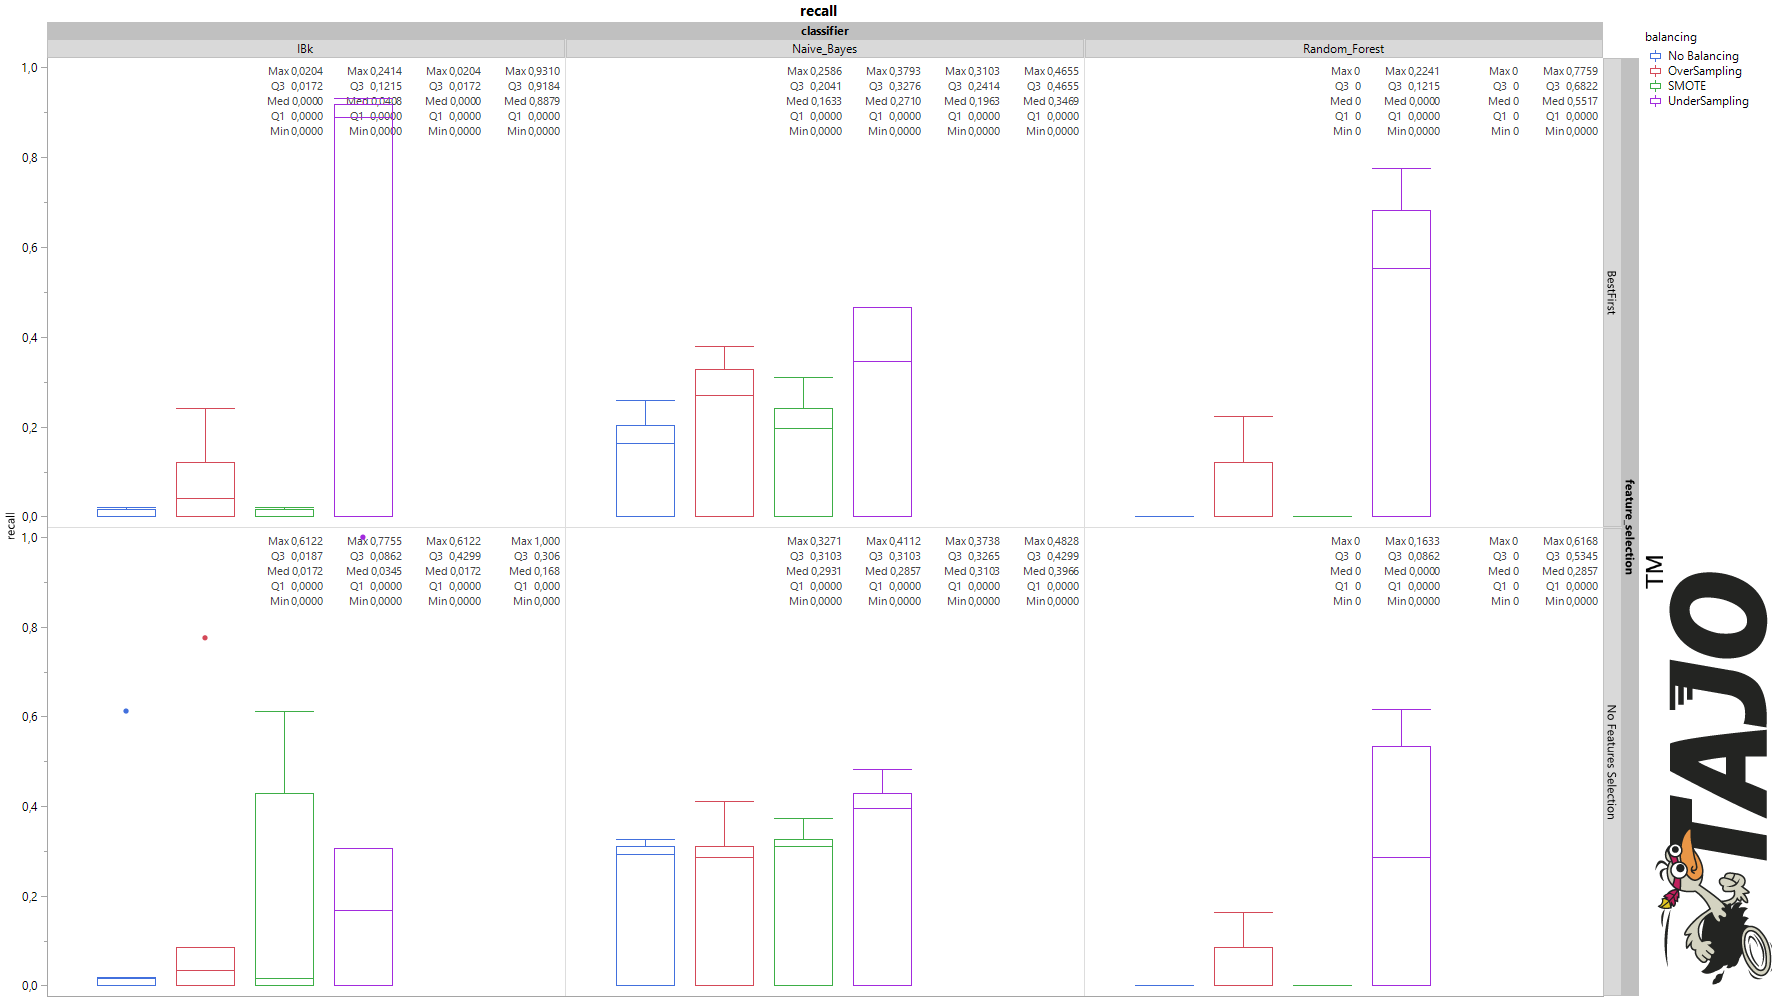 recall
classifier
IBk Naive_Bayes Random_Forest
balancing
No Balancing
OverSampling
SMOTE
UnderSampling
recall
1,0
0,8
0,6
0,4
0,2
0,0
Max 0,0204 Max 0,2414 Max 0,0204 Max 0,9310
Q3 0,0172 Q3 0,1215 Q3 0,0172 Q3 0,9184
Med 0,0000 Med 0,0408 Med 0,0000 Med 0,8879
Q1 0,0000 Q1 0,0000 Q1 0,0000 Q1 0,0000
Min 0,0000 Min 0,0000 Min 0,0000 Min 0,0000
Max 0,2586 Max 0,3793 Max 0,3103 Max 0,4655
Q3 0,2041 Q3 0,3276 Q3 0,2414 Q3 0,4655
Med 0,1633 Med 0,2710 Med 0,1963 Med 0,3469
Q1 0,0000 Q1 0,0000 Q1 0,0000 Q1 0,0000
Min 0,0000 Min 0,0000 Min 0,0000 Min 0,0000
Max 0 Max 0,2241 Max 0 Max 0,7759
Q3 0 Q3 0,1215 Q3 0 Q3 0,6822
Med 0 Med 0,0000 Med 0 Med 0,5517
Q1 0 Q1 0,0000 Q1 0 Q1 0,0000
Min 0 Min 0,0000 Min 0 Min 0,0000
BestFirst
feature_selection
1,0
0,8
0,6
0,4
0,2
0,0
Max 0,6122 Max 0,7755 Max 0,6122 Max 1,000
Q3 0,0187 Q3 0,0862 Q3 0,4299 Q3 0,306
Med 0,0172 Med 0,0345 Med 0,0172 Med 0,168
Q1 0,0000 Q1 0,0000 Q1 0,0000 Q1 0,000
Min 0,0000 Min 0,0000 Min 0,0000 Min 0,000
Max 0,3271 Max 0,4112 Max 0,3738 Max 0,4828
Q3 0,3103 Q3 0,3103 Q3 0,3265 Q3 0,4299
Med 0,2931 Med 0,2857 Med 0,3103 Med 0,3966
Q1 0,0000 Q1 0,0000 Q1 0,0000 Q1 0,0000
Min 0,0000 Min 0,0000 Min 0,0000 Min 0,0000
Max 0 Max 0,1633 Max 0 Max 0,6168
Q3 0 Q3 0,0862 Q3 0 Q3 0,5345
Med 0 Med 0,0000 Med 0 Med 0,2857
Q1 0 Q1 0,0000 Q1 0 Q1 0,0000
Min 0 Min 0,0000 Min 0 Min 0,0000
No Features Selection
TAJO
TM